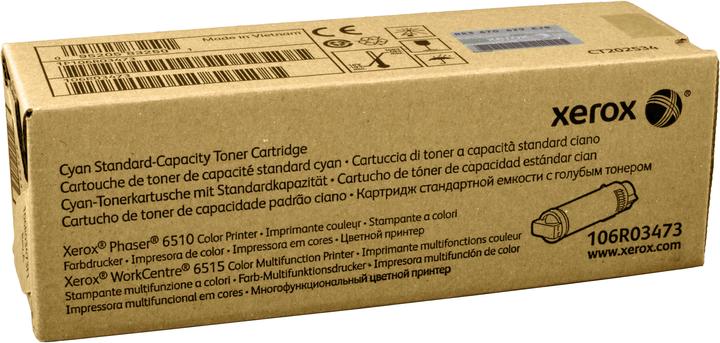 Made in Vietnam
106R03473
CT202534
xerox
Cyan Standard-Capacity Toner Cartridge
Cartouche de toner de capacité standard cyan • Cartuccia di toner a capacità standard ciano
Cyan-Tonerkartusche mit Standardkapazität • Cartucho de tóner de capacidad estándar cian
Cartucho de toner de capacidade padrão ciano • Картридж стандартной емкости с голубым тонером
Xerox® Phaser® 6510 Color Printer • Imprimante couleur • Stampante a colori
Farbdrucker • Impresora de color • Impressora em cores • Цветной принтер
Xerox® WorkCentre® 6515 Color Multifunction Printer • Imprimante multifonctions couleur
Stampante multifunzione a colori • Farb-Multifunktionsdrucker • Impresora multifunción de color
Impressora multifuncional em cores • Многофункциональный цветной принтер
106R03473
www.xerox.com